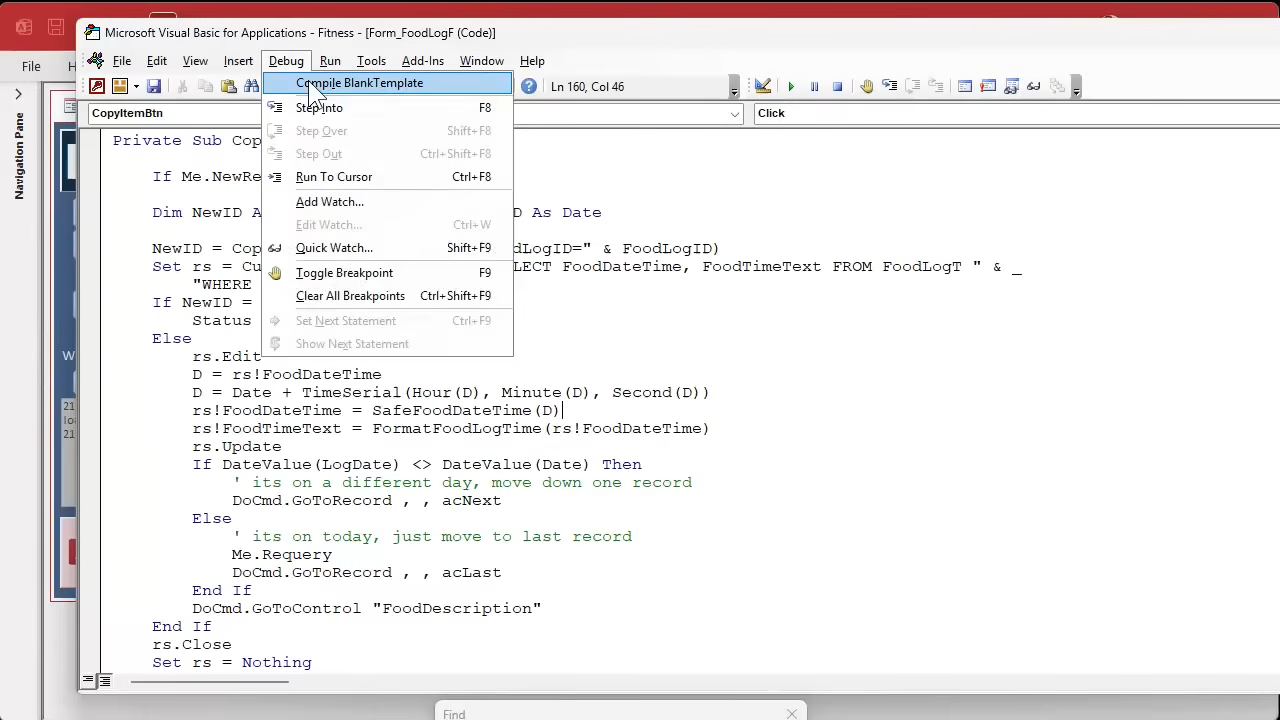 Microsoft Visual Basic for Applications - Fitness - [Form_FoodLogF (Code)]
File
File Edit View Insert Debug Run Tools Add-Ins Window Help
Ln 150, Col 46
CopyItemBtn
Click
Compile BlankTemplate
Step Into F8
Step Over Shift+F8
Step Out Ctrl+Shift+F8
Run To Cursor Ctrl+F8
Add Watch...
Edit Watch... Ctrl+W
Quick Watch... Shift+F9
Toggle Breakpoint F9
Clear All Breakpoints Ctrl+Shift+F9
Set Next Statement Ctrl+F9
Show Next Statement
Navigation Pane
Private Sub Cop
If Me.NewRe
Dim NewID A D As Date
NewID = Cop dLogID=" & FoodLogID)
Set rs = Cu LECT FoodDateTime, FoodTimeText FROM FoodLogT " & _
"WHERE
If NewID =
Status
Else
rs.Edit
D = rs!FoodDateTime
D = Date + TimeSerial(Hour(D), Minute(D), Second(D))
rs!FoodDateTime = SafeFoodDateTime(D)
rs!FoodTimeText = FormatFoodLogTime(rs!FoodDateTime)
rs.Update
If DateValue(LogDate) <> DateValue(Date) Then
' its on a different day, move down one record
DoCmd.GoToRecord , , acNext
Else
' its on today, just move to last record
Me.Requery
DoCmd.GoToRecord , , acLast
End If
DoCmd.GoToControl "FoodDescription"
End If
rs.Close
Set rs = Nothing
Find